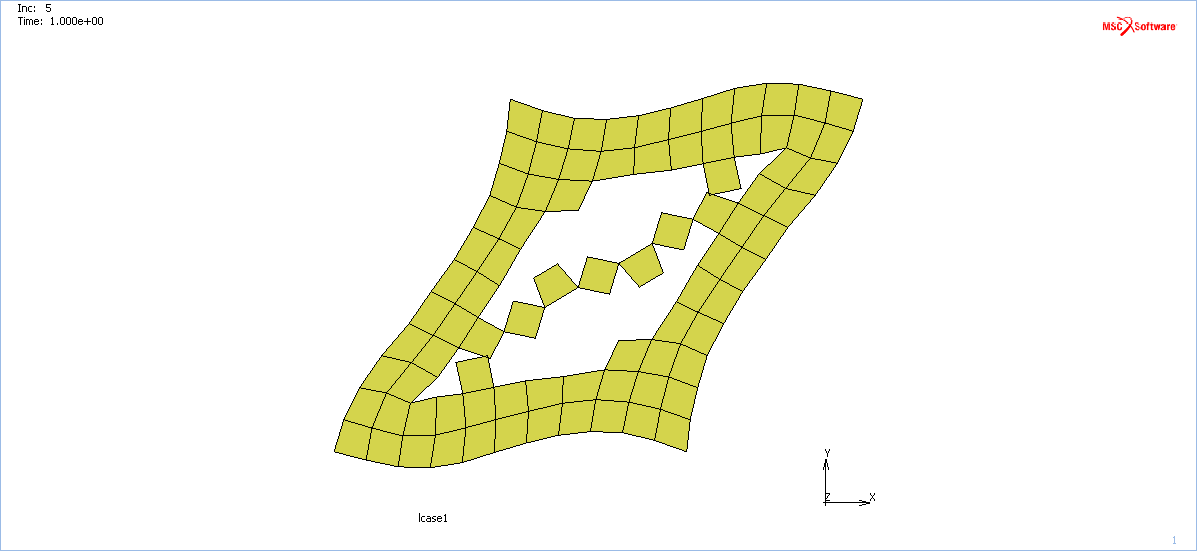 Inc: 5
Time: 1.000e+00
MSC Software
Y
Z X
lcase1
1